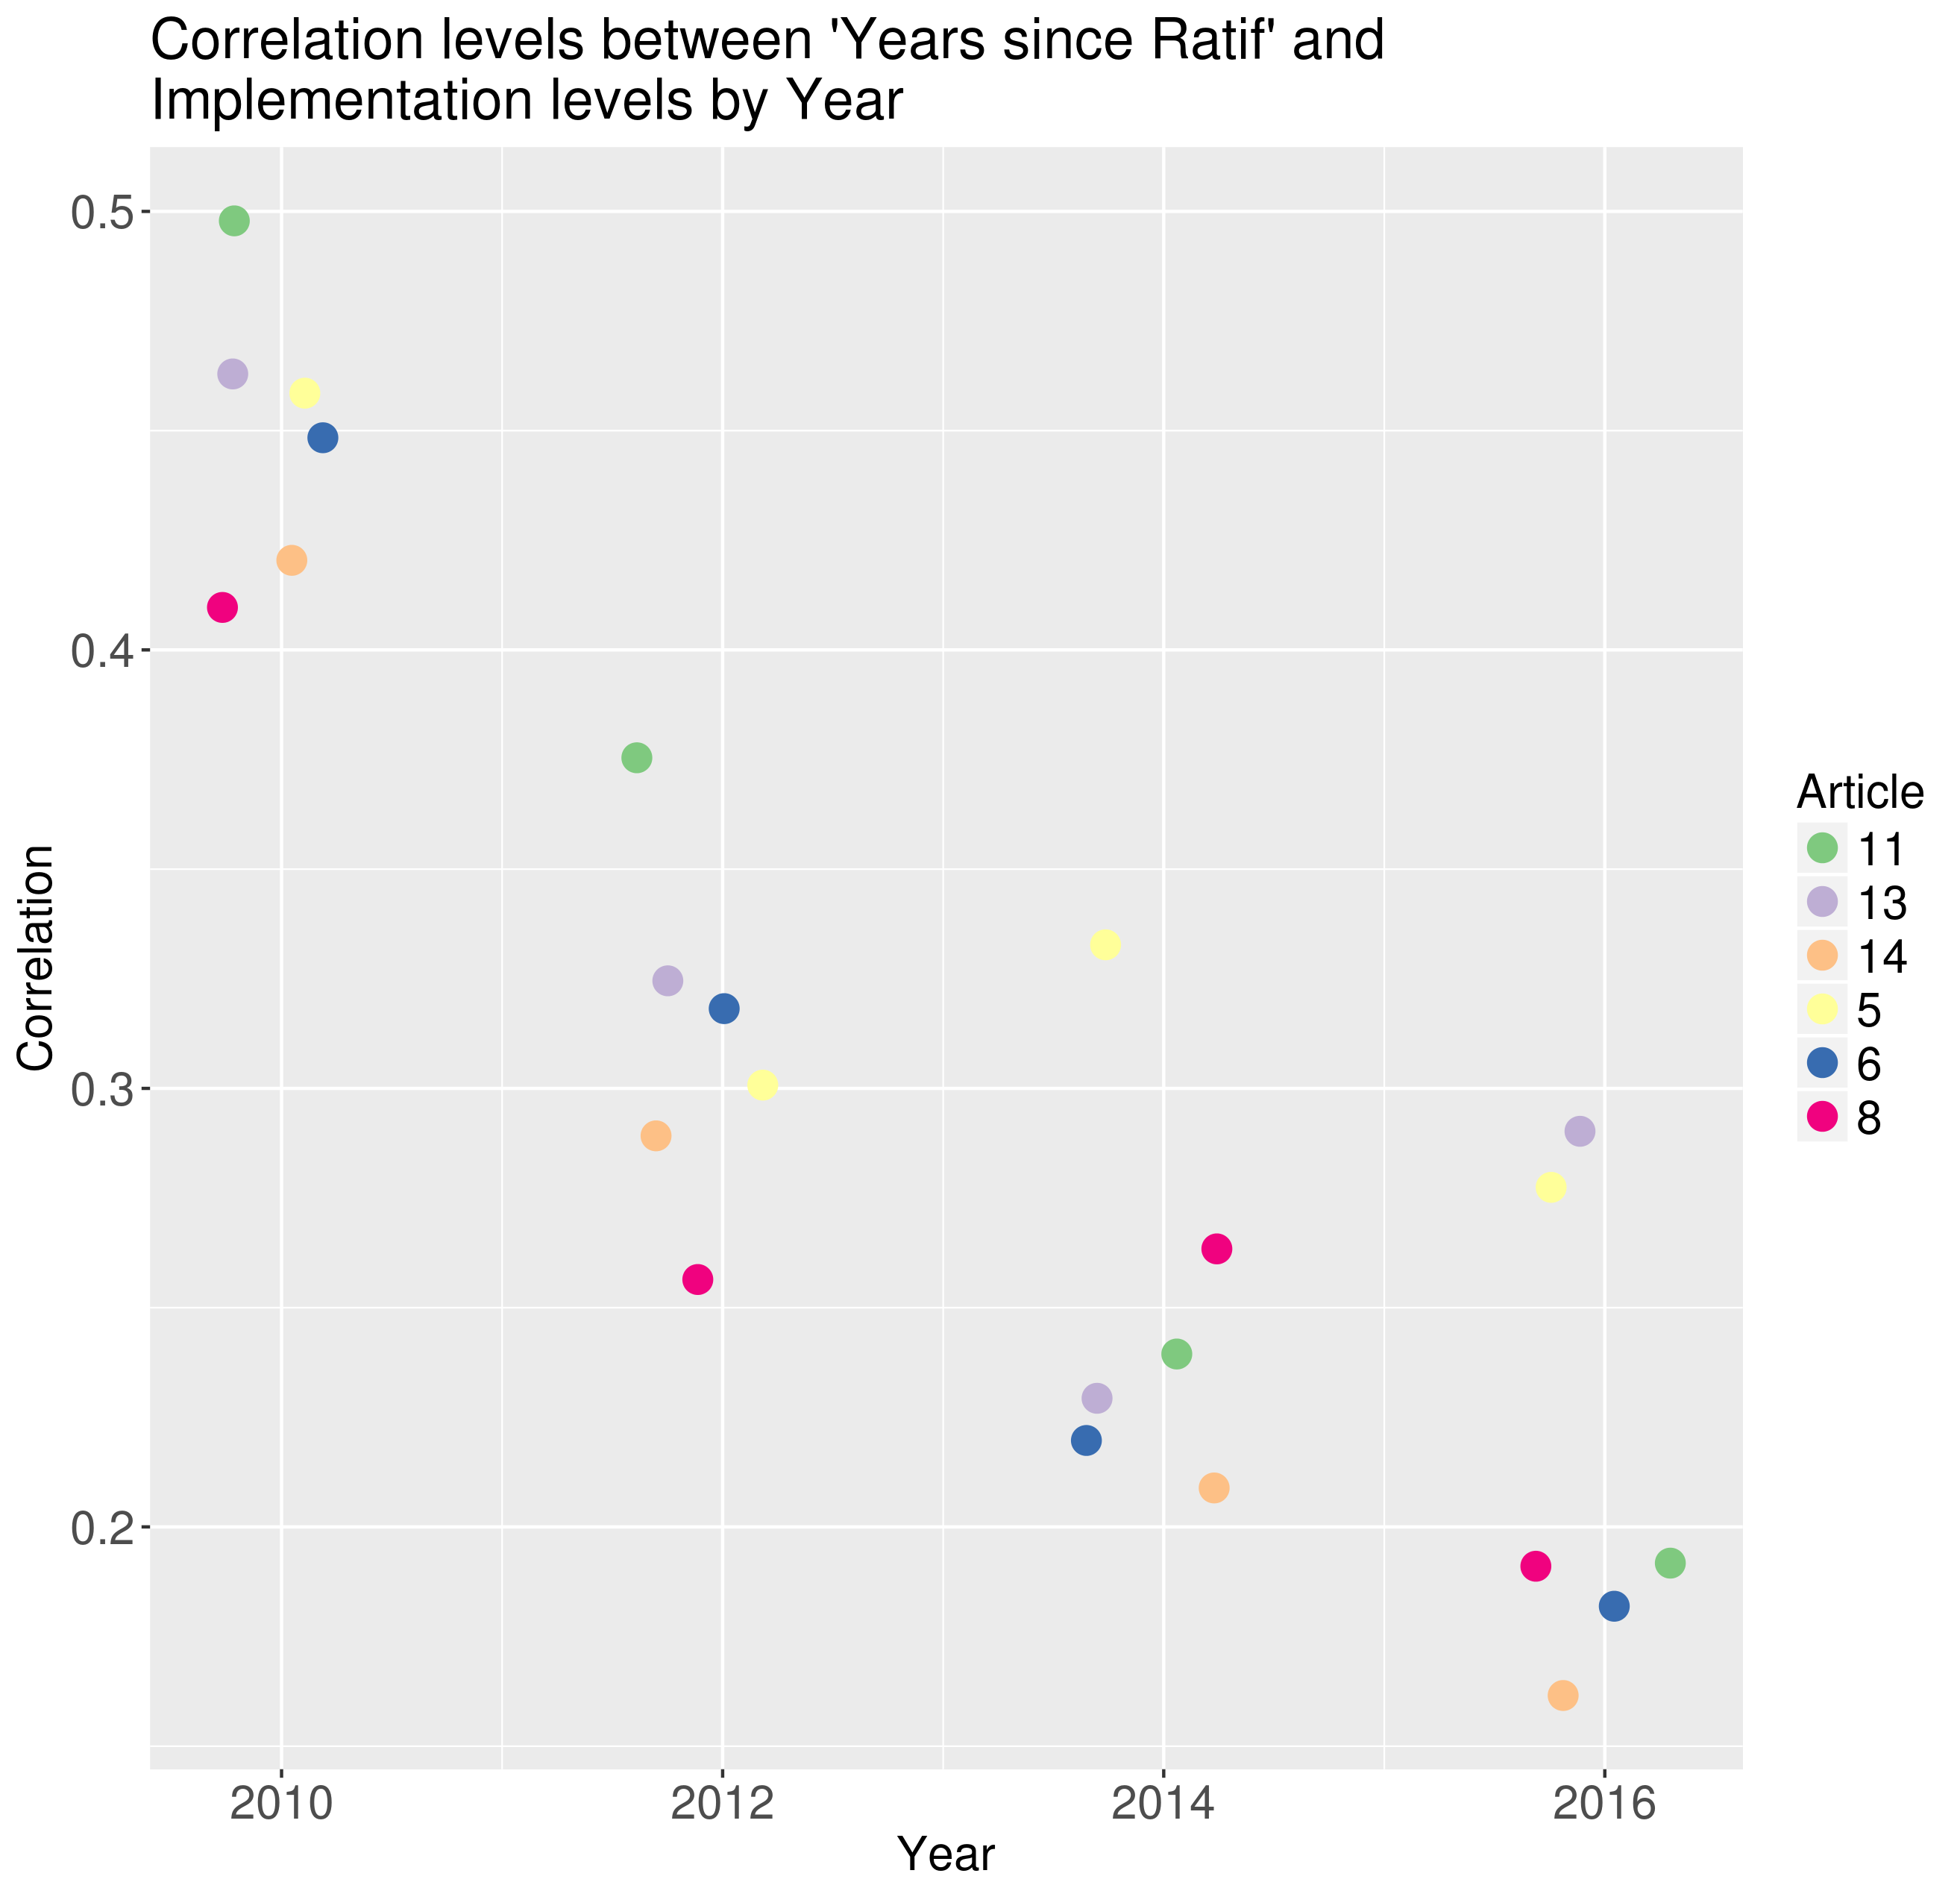 Correlation levels between 'Years since Ratif' and
Implementation levels by Year
0.5
0.4
0.3
0.2
Correlation
2010 2012 2014 2016
Year
Article
11
13
14
5
6
8